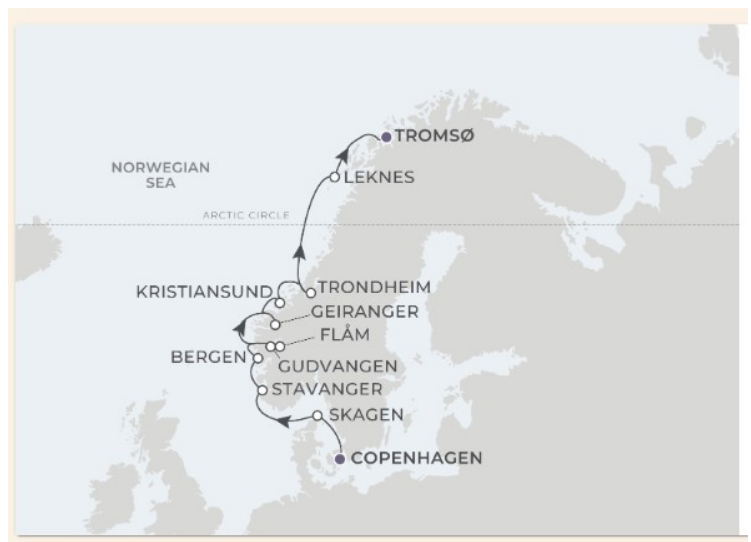 TROMSØ
NORWEGIAN
SEA
LEKNES
ARCTIC CIRCLE
KRISTIANSUND
TRONDHEIM
GEIRANGER
FLÅM
BERGEN
GUDVANGEN
STAVANGER
SKAGEN
COPENHAGEN